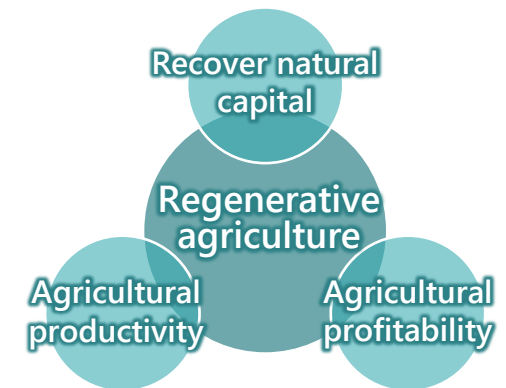 Recover natural
capital
Regenerative
agriculture
Agricultural
productivity
Agricultural
profitability